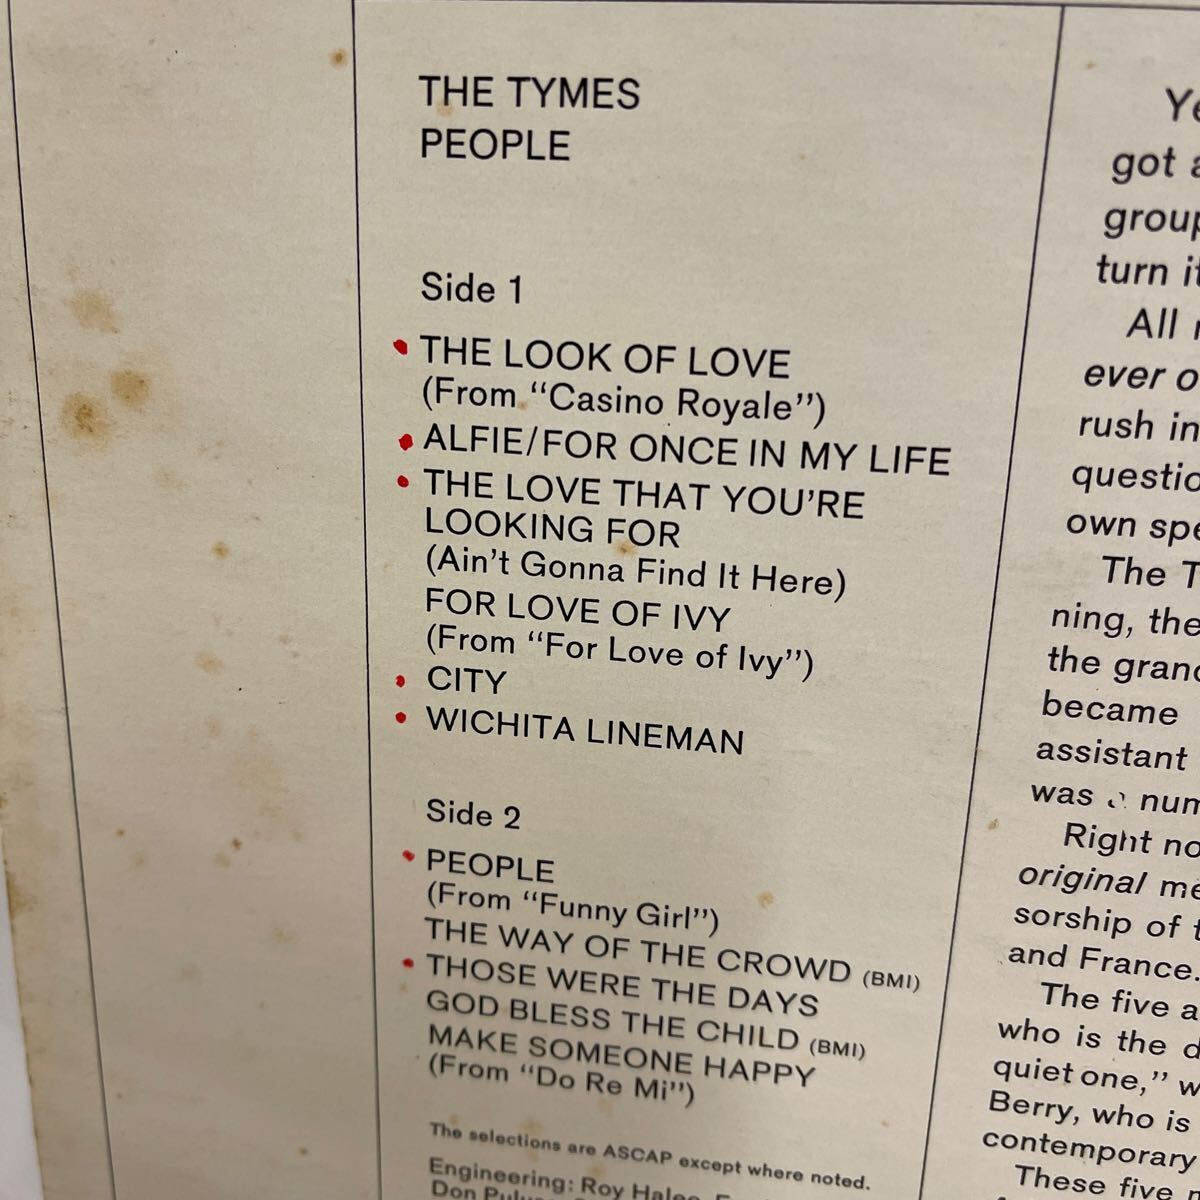 THE TYMES
PEOPLE
Side 1
THE LOOK OF LOVE
(From "Casino Royale")
ALFIE/FOR ONCE IN MY LIFE
THE LOVE THAT YOU'RE
LOOKING FOR
(Ain't Gonna Find It Here)
FOR LOVE OF IVY
(From "For Love of Ivy")
CITY
WICHITA LINEMAN
Side 2
PEOPLE
(From "Funny Girl")
THE WAY OF THE CROWD (BMI)
THOSE WERE THE DAYS
GOD BLESS THE CHILD (BMI)
MAKE SOMEONE HAPPY
(From "Do Re Mi")
The selections are ASCAP except where noted.
Engineering: Roy
Don
got
group
turn
All
ever
rush in
own
The
ning, the
the
became
assistant
was a
Right
original
sorship of
and France.
The five
who is the
quiet one,"
Berry, who is
contemporary
These five